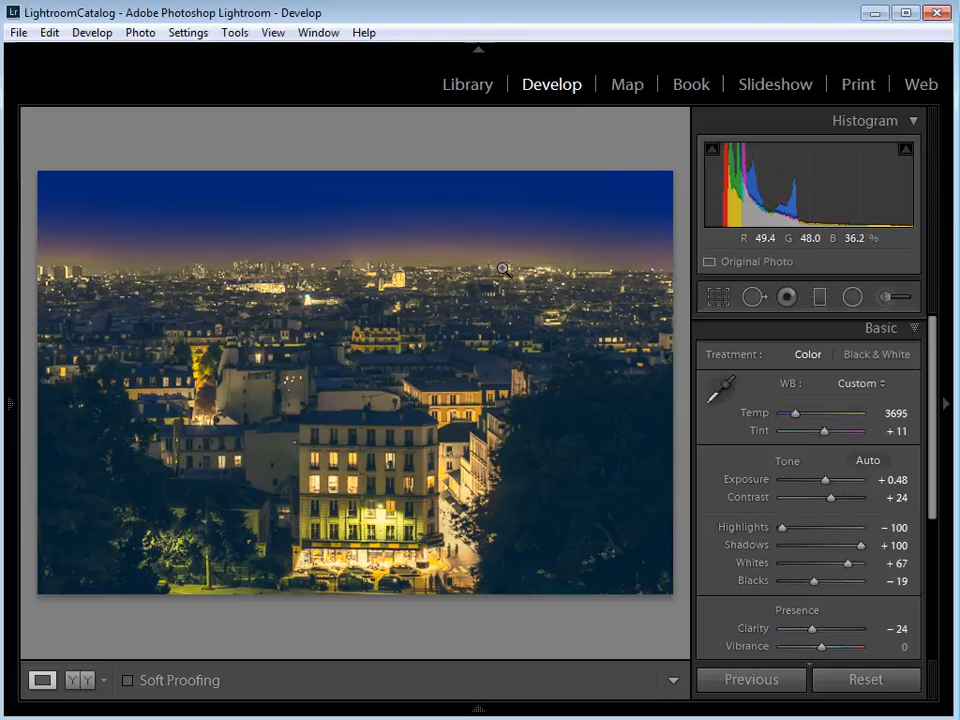 LightroomCatalog - Adobe Photoshop Lightroom - Develop
File Edit Develop Photo Settings Tools View Window Help
Library | Develop | Map | Book | Slideshow | Print | Web
Histogram
R 49.4 G 48.0 B 36.2 %
Original Photo
Basic
Treatment : Color | Black & White
WB : Custom
Temp 3695
Tint + 11
Tone Auto
Exposure + 0.48
Contrast + 24
Highlights − 100
Shadows + 100
Whites + 67
Blacks − 19
Presence
Clarity − 24
Vibrance 0
Y Y Soft Proofing
Previous Reset